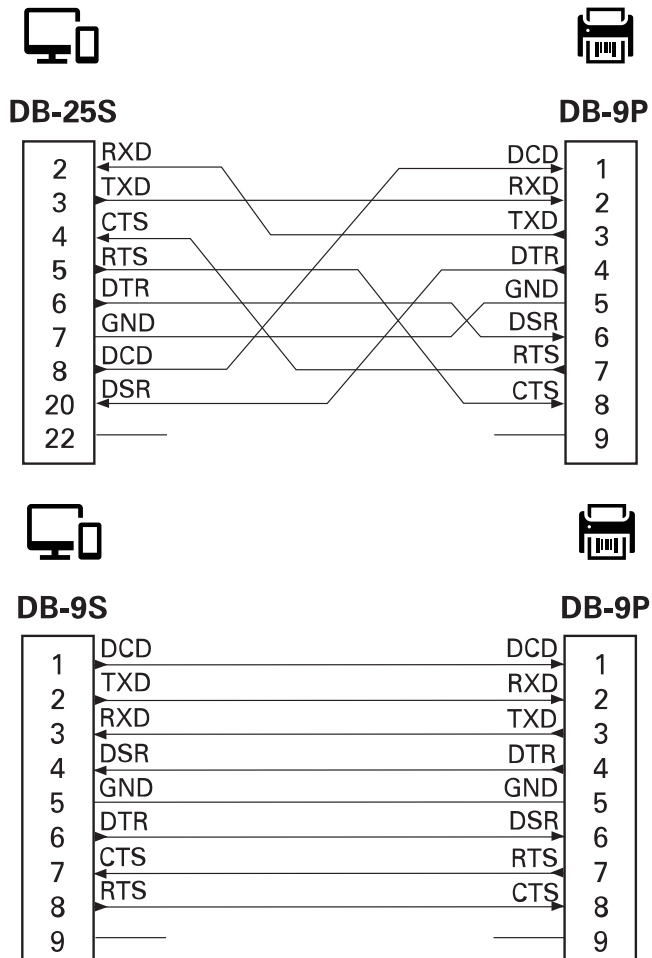 DB-25S DB-9P
2 RXD DCD 1
3 TXD RXD 2
4 CTS TXD 3
5 RTS DTR 4
6 DTR GND 5
7 GND DSR 6
8 DCD RTS 7
20 DSR CTS 8
22 9
DB-9S DB-9P
1 DCD DCD 1
2 TXD RXD 2
3 RXD TXD 3
4 DSR DTR 4
5 GND GND 5
6 DTR DSR 6
7 CTS RTS 7
8 RTS CTS 8
9 9